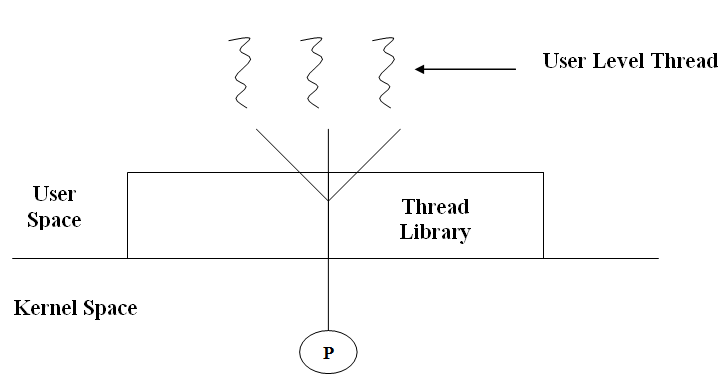 User Level Thread
User
Space
Thread
Library
Kernel Space
P